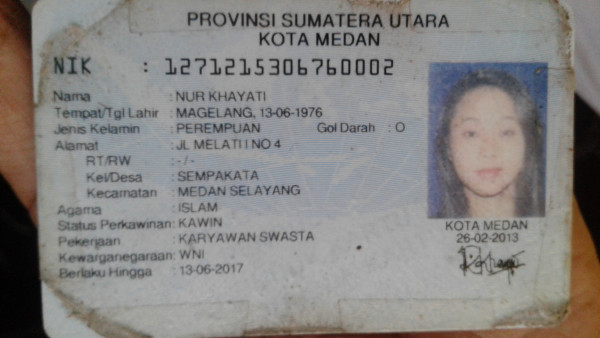 PROVINSI SUMATERA UTARA
KOTA MEDAN
NIK : 1271215306760002
Nama : NUR KHAYATI
Tempat/Tgl Lahir : MAGELANG, 13-06-1976
Jenis Kelamin : PEREMPUAN Gol Darah : O
Alamat : JL MELATI I NO 4
RT/RW : - / -
Kel/Desa : SEMPAKATA
Kecamatan : MEDAN SELAYANG
Agama : ISLAM
Status Perkawinan: KAWIN
Pekerjaan : KARYAWAN SWASTA
Kewarganegaraan: WNI
Berlaku Hingga : 13-06-2017
KOTA MEDAN
26-02-2013